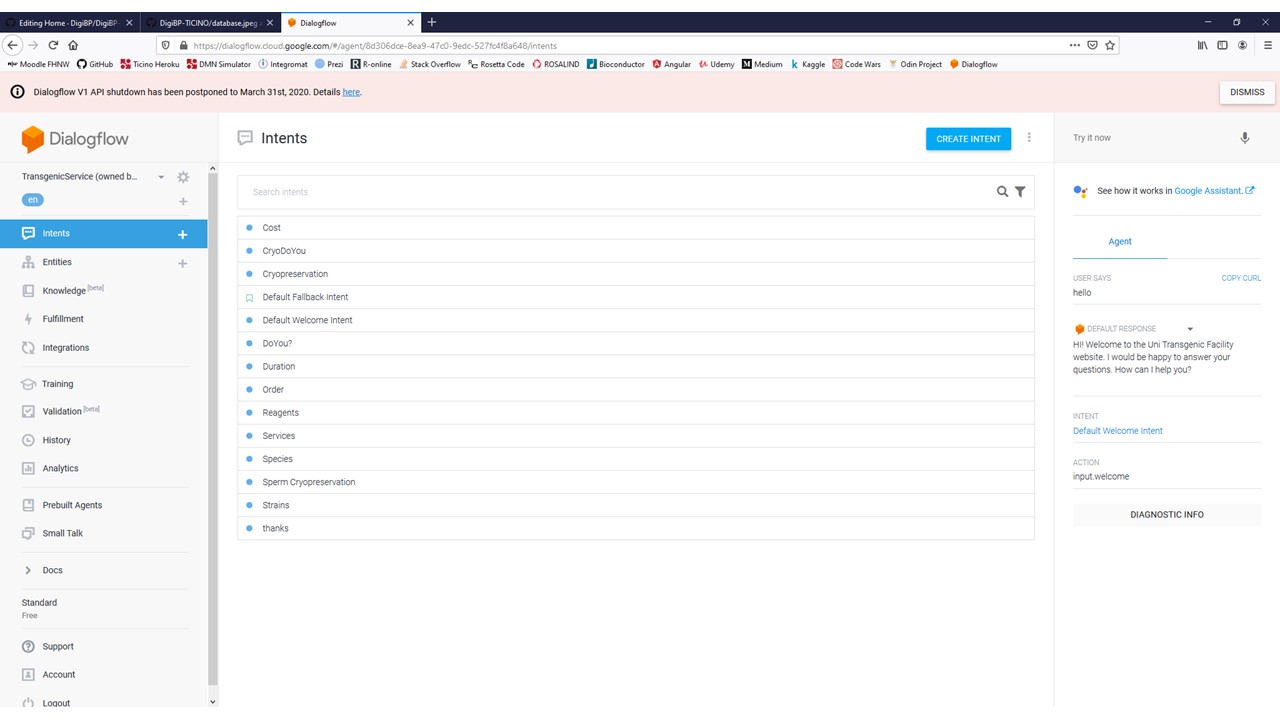 Editing Home - DigiBP/DigiBP-
DigiBP-TICINO/database.jpeg
Dialogflow
https://dialogflow.cloud.google.com/#/agent/8d306dce-8ea9-47c0-9edc-527fc4f8a648/intents
Moodle FHNW GitHub Ticino Heroku DMN Simulator Integromat Prezi R-online Stack Overflow Rosetta Code ROSALIND Bioconductor Angular Udemy Medium Kaggle Code Wars Odin Project Dialogflow
Dialogflow V1 API shutdown has been postponed to March 31st, 2020. Details here.
DISMISS
Dialogflow
TransgenicService (owned b...
en
Intents
Entities
Knowledge [beta]
Fulfillment
Integrations
Training
Validation [beta]
History
Analytics
Prebuilt Agents
Small Talk
Docs
Standard
Free
Support
Account
Logout
Intents
CREATE INTENT
Search intents
Cost
CryoDoYou
Cryopreservation
Default Fallback Intent
Default Welcome Intent
DoYou?
Duration
Order
Reagents
Services
Species
Sperm Cryopreservation
Strains
thanks
Try it now
See how it works in Google Assistant.
Agent
USER SAYS
COPY CURL
hello
DEFAULT RESPONSE
HI! Welcome to the Uni Transgenic Facility
website. I would be happy to answer your
questions. How can I help you?
INTENT
Default Welcome Intent
ACTION
input.welcome
DIAGNOSTIC INFO